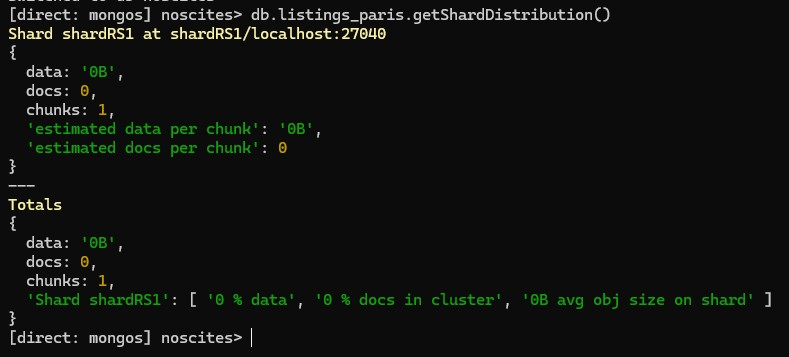 [direct: mongos] noscites> db.listings_paris.getShardDistribution()
Shard shardRS1 at shardRS1/localhost:27040
{
  data: '0B',
  docs: 0,
  chunks: 1,
  'estimated data per chunk': '0B',
  'estimated docs per chunk': 0
}
---
Totals
{
  data: '0B',
  docs: 0,
  chunks: 1,
  'Shard shardRS1': [ '0 % data', '0 % docs in cluster', '0B avg obj size on shard' ]
}
[direct: mongos] noscites>